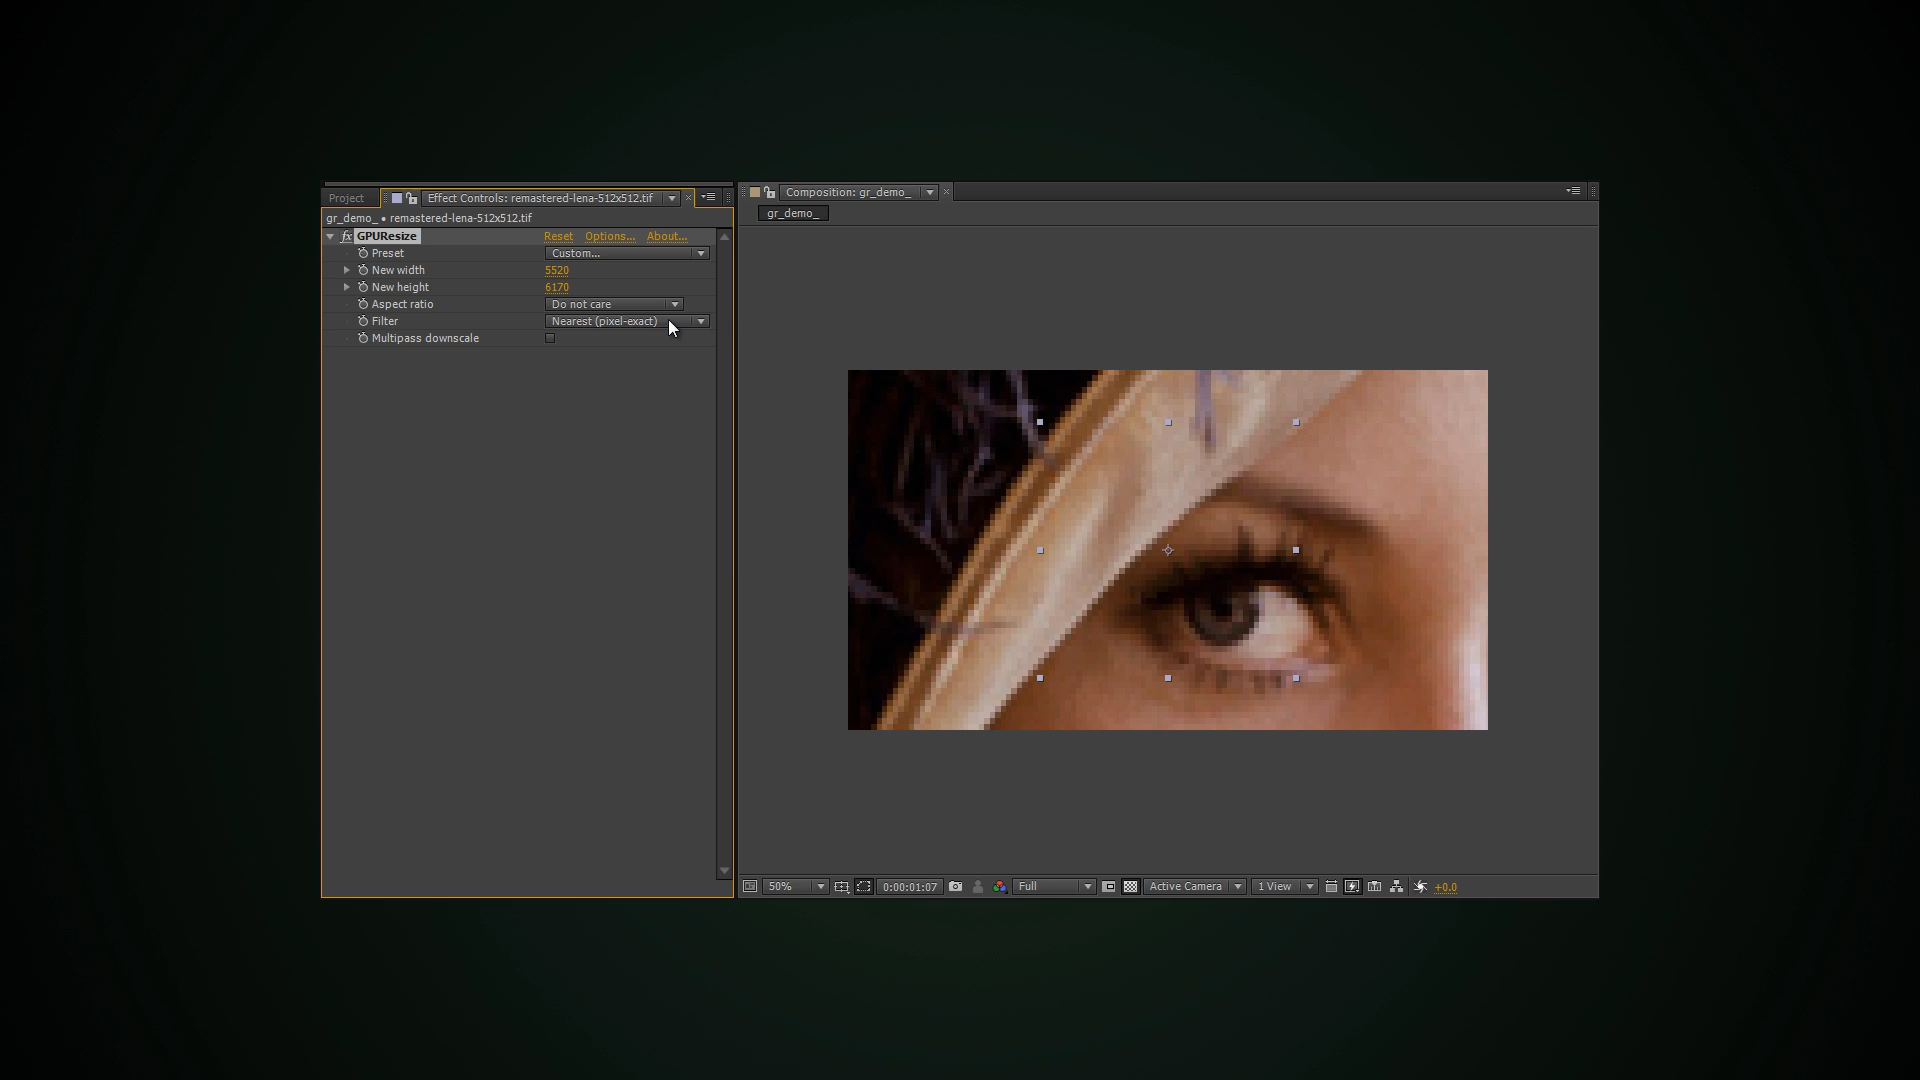 Project
Effect Controls: remastered-lena-512x512.tif
gr_demo_ • remastered-lena-512x512.tif
fx GPUResize Reset Options... About...
Preset Custom...
New width 5520
New height 6170
Aspect ratio Do not care
Filter Nearest (pixel-exact)
Multipass downscale
Composition: gr_demo_
gr_demo_
50% 0:00:01:07 Full Active Camera 1 View +0.0